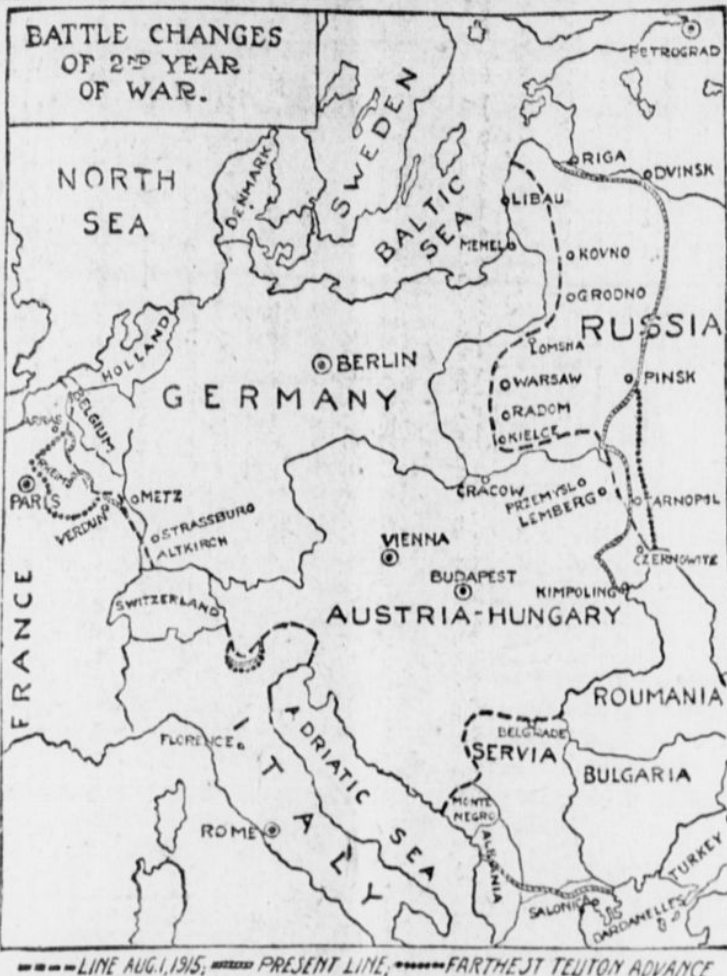 BATTLE CHANGES
OF 2ND YEAR
OF WAR.
PETROGRAD
NORTH
SEA
DENMARK
SWEDEN
BALTIC
SEA
RIGA
DVINSK
LIBAU
MEMEL
KOVNO
GRODNO
RUSSIA
LOMSHA
HOLLAND
BERLIN
GERMANY
WARSAW
PINSK
RADOM
KIELCE
BELGIUM
ARRAS
RHEIMS
PARIS
VERDUN
METZ
STRASSBURG
ALTKIRCH
CRACOW
PRZEMYSL
LEMBERG
TARNOPOL
VIENNA
CZERNOWITZ
BUDAPEST
KIMPOLING
SWITZERLAND
AUSTRIA-HUNGARY
FRANCE
ROUMANIA
BELGRADE
SERVIA
BULGARIA
FLORENCE
ITALY
ADRIATIC SEA
MONTE
NEGRO
ALBANIA
ROME
TURKEY
SALONICA
DARDANELLES
LINE AUG.1,1915; PRESENT LINE; FARTHEST TEUTON ADVANCE